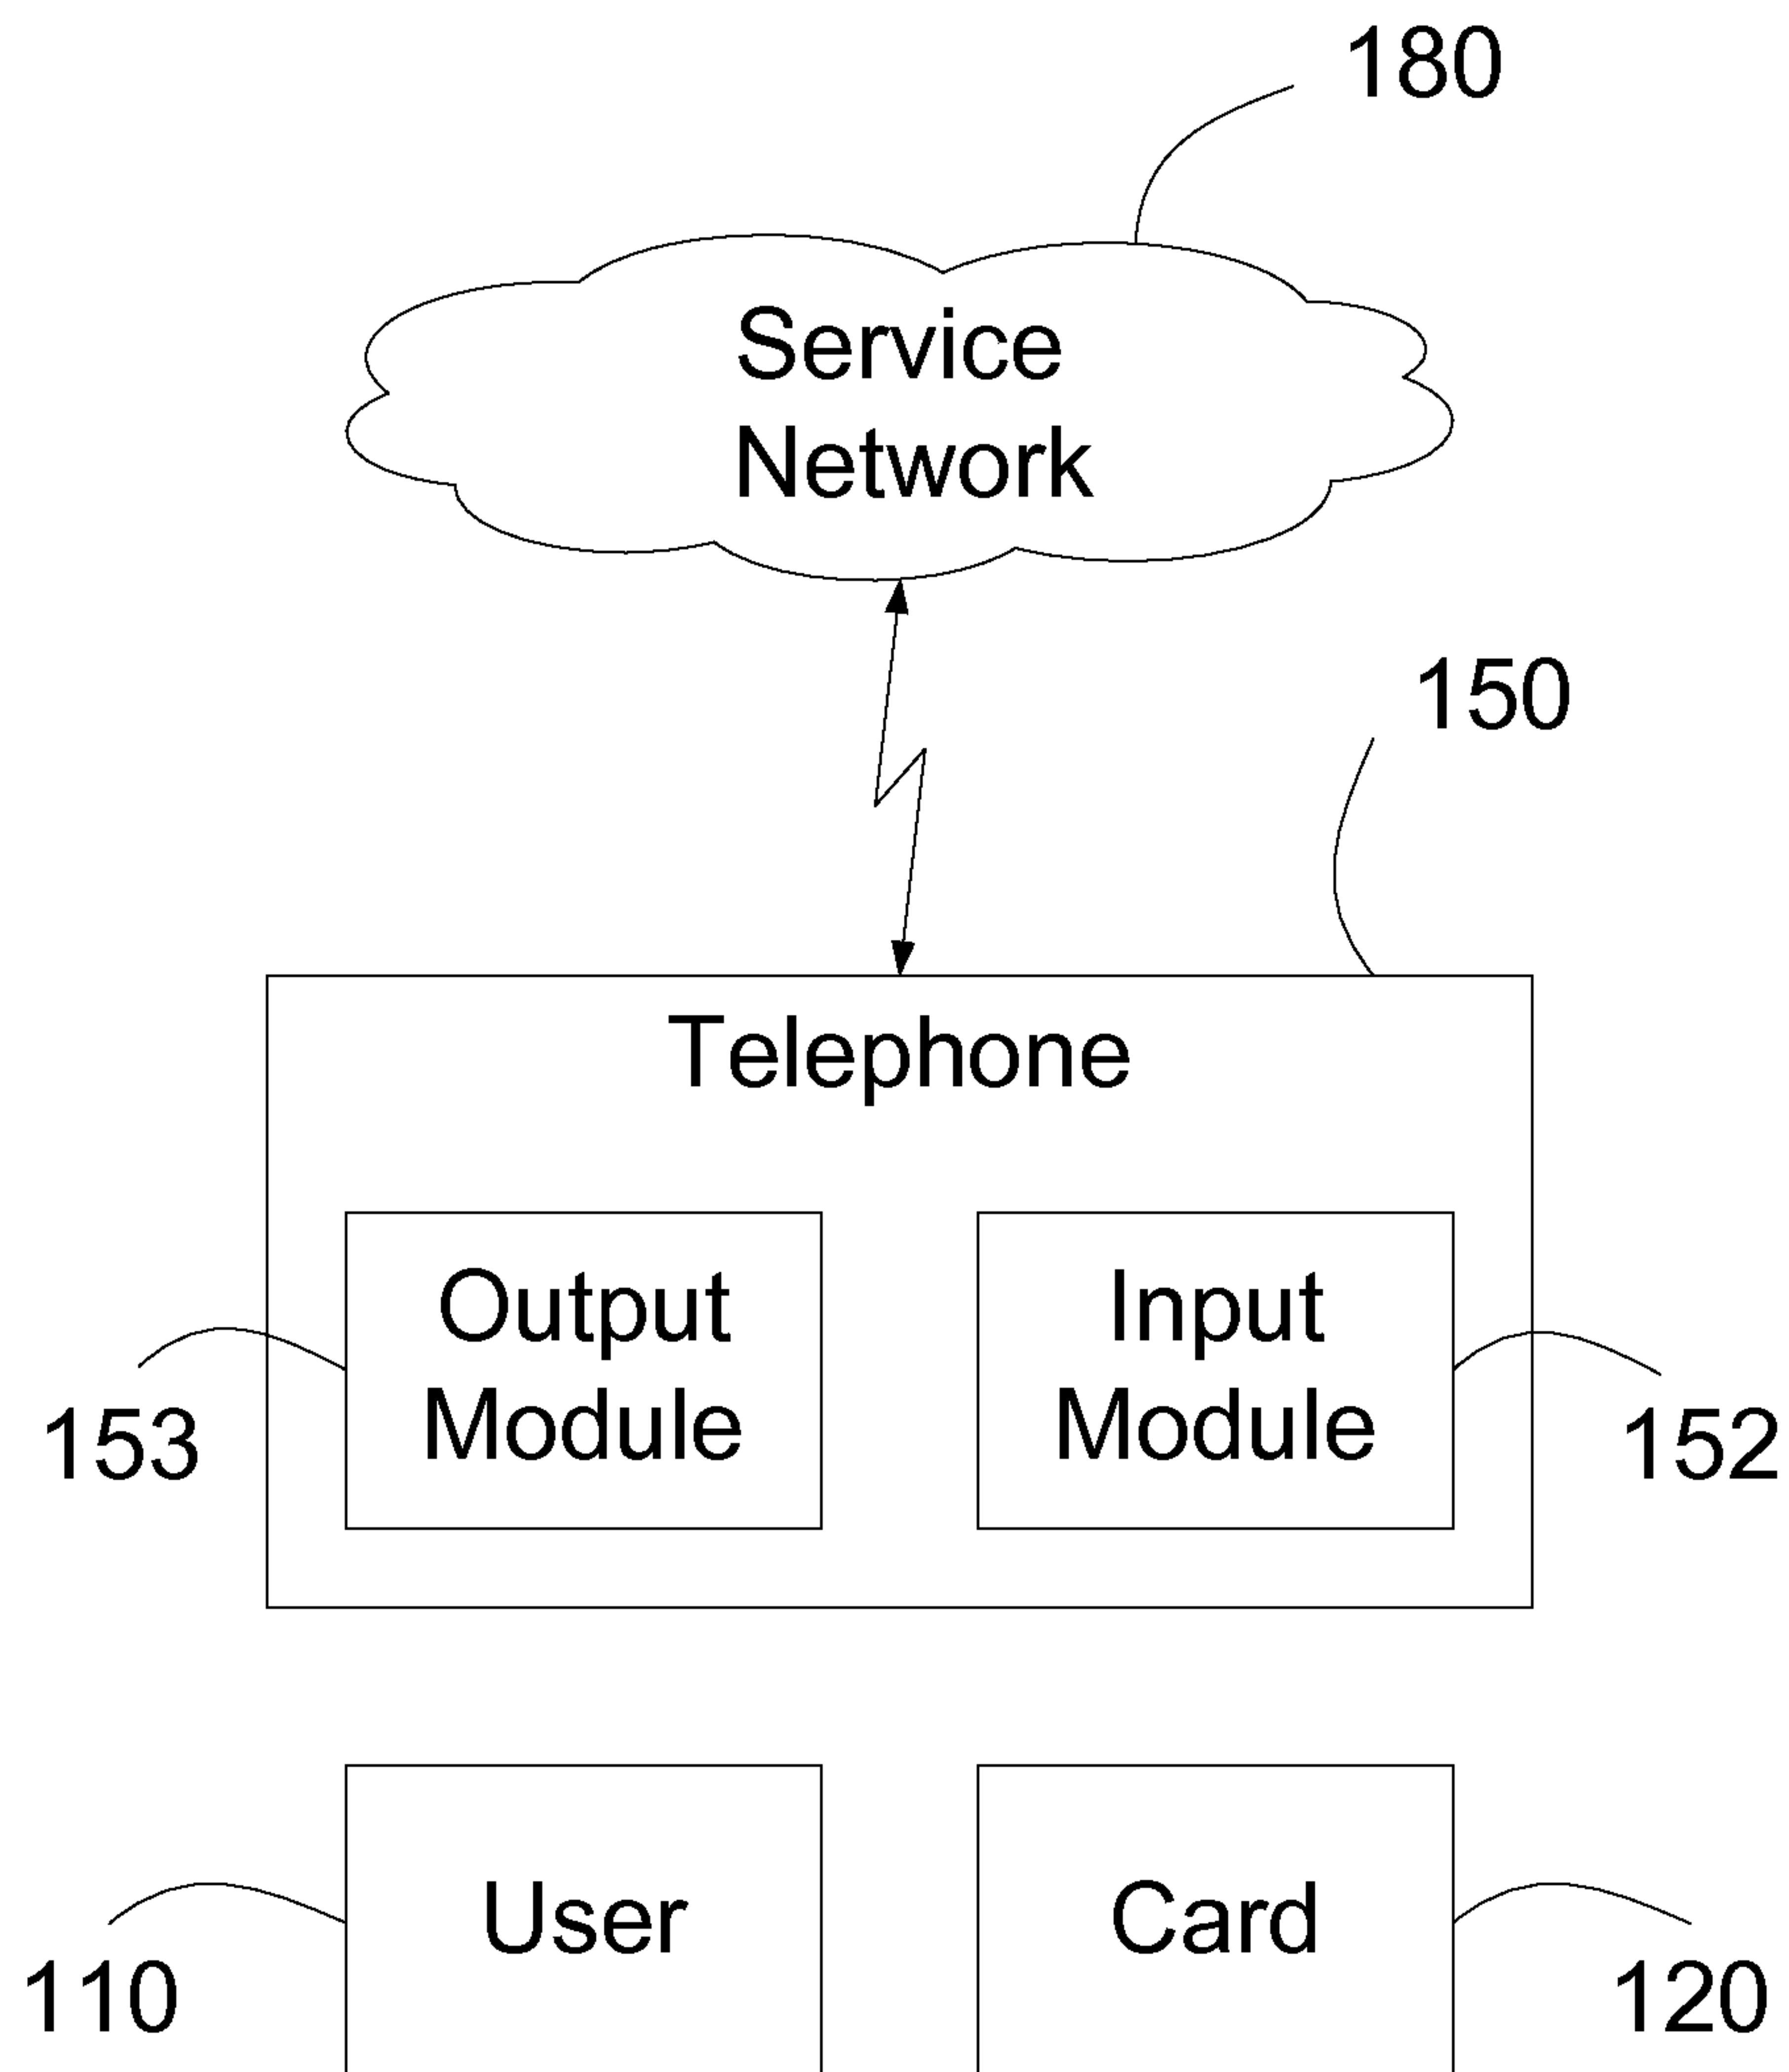 180
Service
Network
150
Telephone
Output
Module
Input
Module
153
152
User
Card
110
120